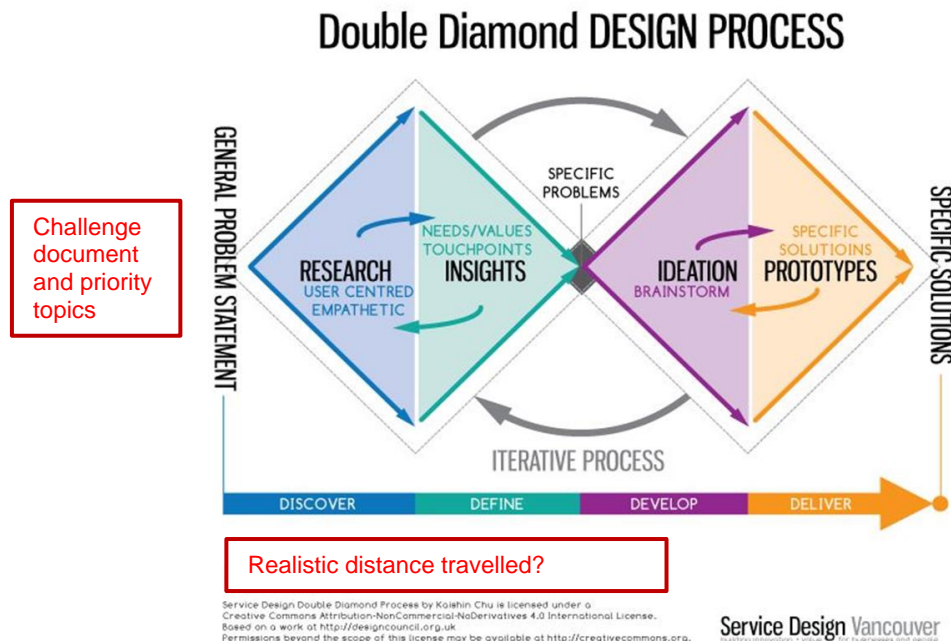 Double Diamond DESIGN PROCESS
GENERAL PROBLEM STATEMENT
Challenge
document
and priority
topics
SPECIFIC
PROBLEMS
RESEARCH
USER CENTRED
EMPATHETIC
NEEDS/VALUES
TOUCHPOINTS
INSIGHTS
IDEATION
BRAINSTORM
SPECIFIC
SOLUTIOINS
PROTOTYPES
SPECIFIC SOLUTIONS
ITERATIVE PROCESS
DISCOVER
DEFINE
DEVELOP
DELIVER
Realistic distance travelled?
Service Design Double Diamond Process by Kaishin Chu is licensed under a
Creative Commons Attribution-NonCommercial-NoDerivatives 4.0 International License.
Based on a work at http://designcouncil.org.uk
Permissions beyond the scope of this license may be available at http://creativecommons.org.
Service Design Vancouver